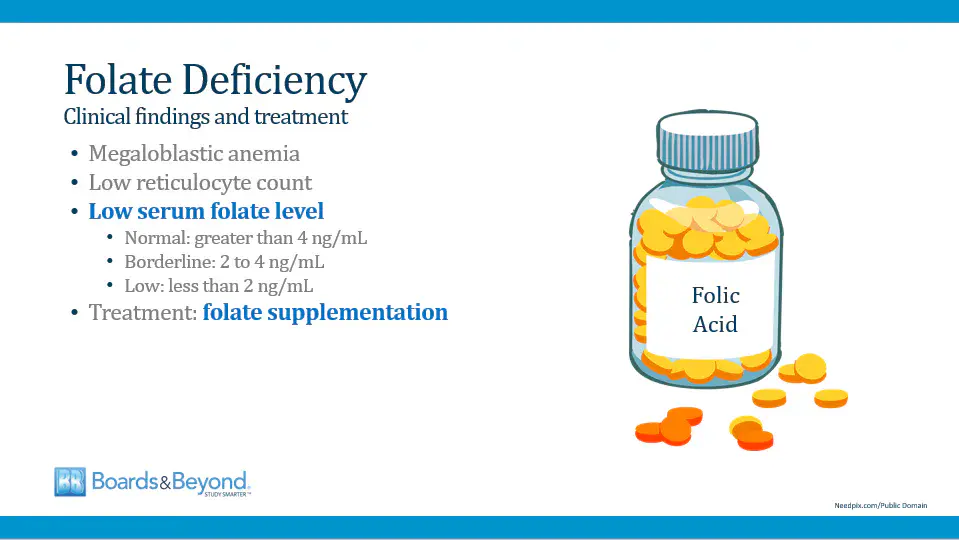 Folate Deficiency
Clinical findings and treatment
• Megaloblastic anemia
• Low reticulocyte count
• Low serum folate level
• Normal: greater than 4 ng/mL
• Borderline: 2 to 4 ng/mL
• Low: less than 2 ng/mL
• Treatment: folate supplementation
Folic
Acid
BB Boards&Beyond.
STUDY SMARTER™
Needpix.com/Public Domain